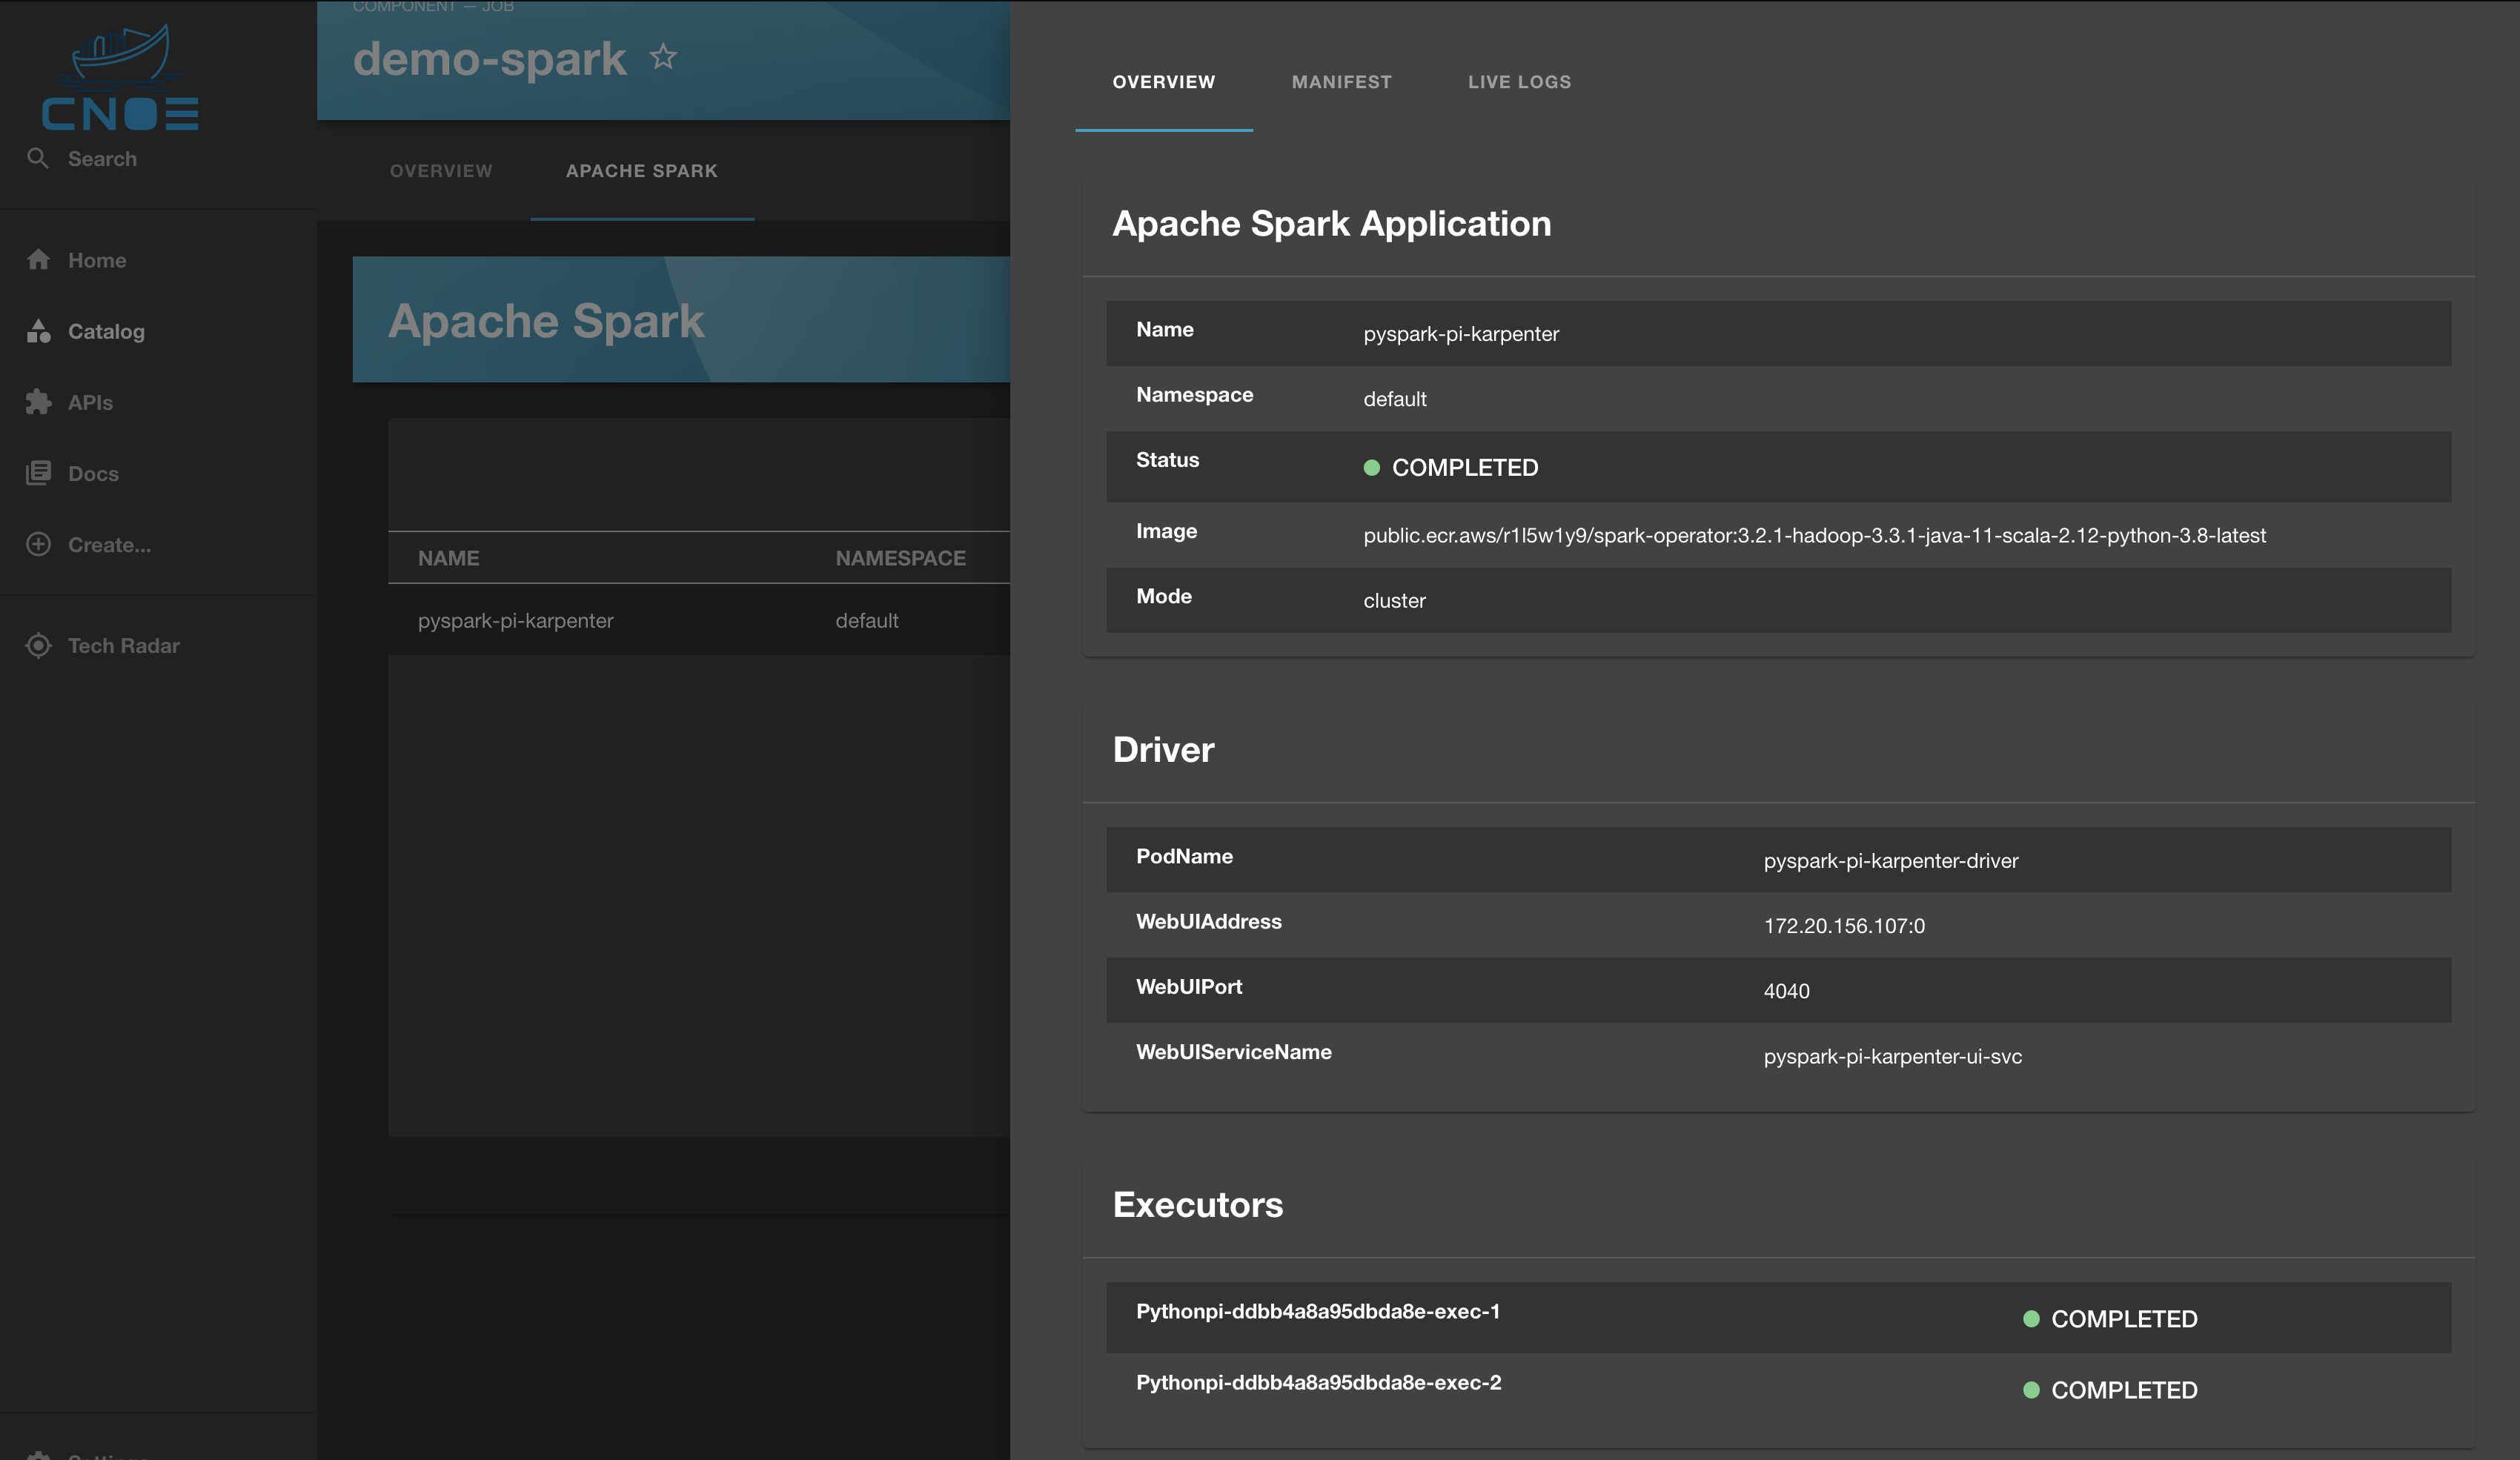 CNOE
Search
Home
Catalog
APIs
Docs
Create...
Tech Radar
Settings
COMPONENT — JOB
demo-spark
OVERVIEW
APACHE SPARK
Apache Spark
NAME
NAMESPACE
pyspark-pi-karpenter
default
OVERVIEW
MANIFEST
LIVE LOGS
Apache Spark Application
Name
pyspark-pi-karpenter
Namespace
default
Status
COMPLETED
Image
public.ecr.aws/r1l5w1y9/spark-operator:3.2.1-hadoop-3.3.1-java-11-scala-2.12-python-3.8-latest
Mode
cluster
Driver
PodName
pyspark-pi-karpenter-driver
WebUIAddress
172.20.156.107:0
WebUIPort
4040
WebUIServiceName
pyspark-pi-karpenter-ui-svc
Executors
Pythonpi-ddbb4a8a95dbda8e-exec-1
COMPLETED
Pythonpi-ddbb4a8a95dbda8e-exec-2
COMPLETED